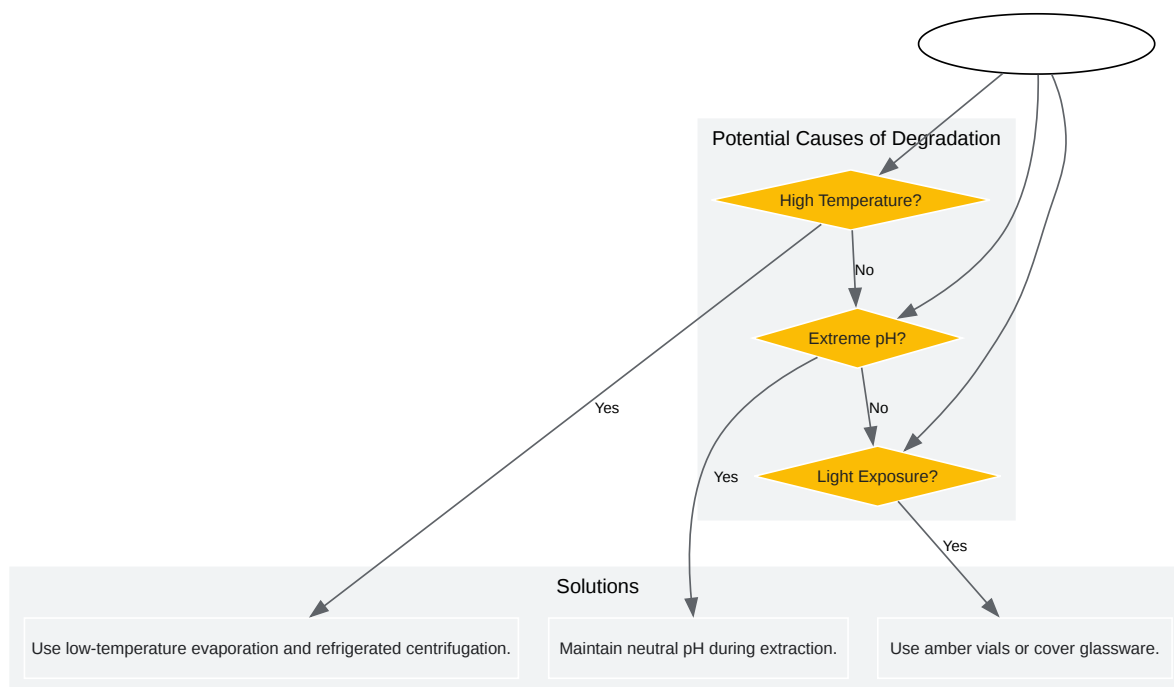 Potential Causes of Degradation
High Temperature?
No
Extreme pH?
Yes
No
Light Exposure?
Yes
Yes
Solutions
Use low-temperature evaporation and refrigerated centrifugation.
Maintain neutral pH during extraction.
Use amber vials or cover glassware.